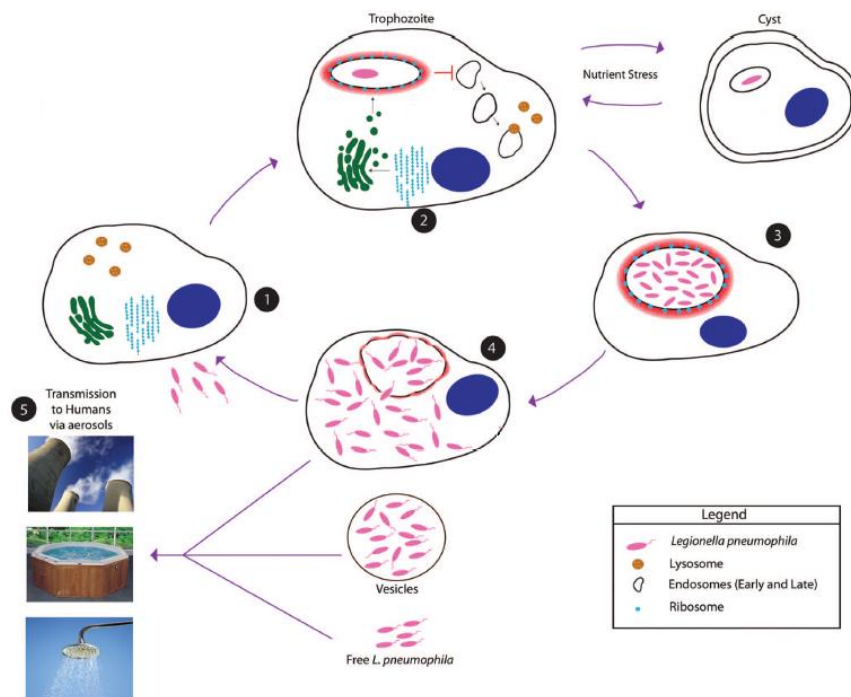 Trophozoite
Cyst
Nutrient Stress
2
3
1
4
5
Transmission
to Humans
via aerosols
Vesicles
Free L. pneumophila
Legend
Legionella pneumophila
Lysosome
Endosomes (Early and Late)
Ribosome